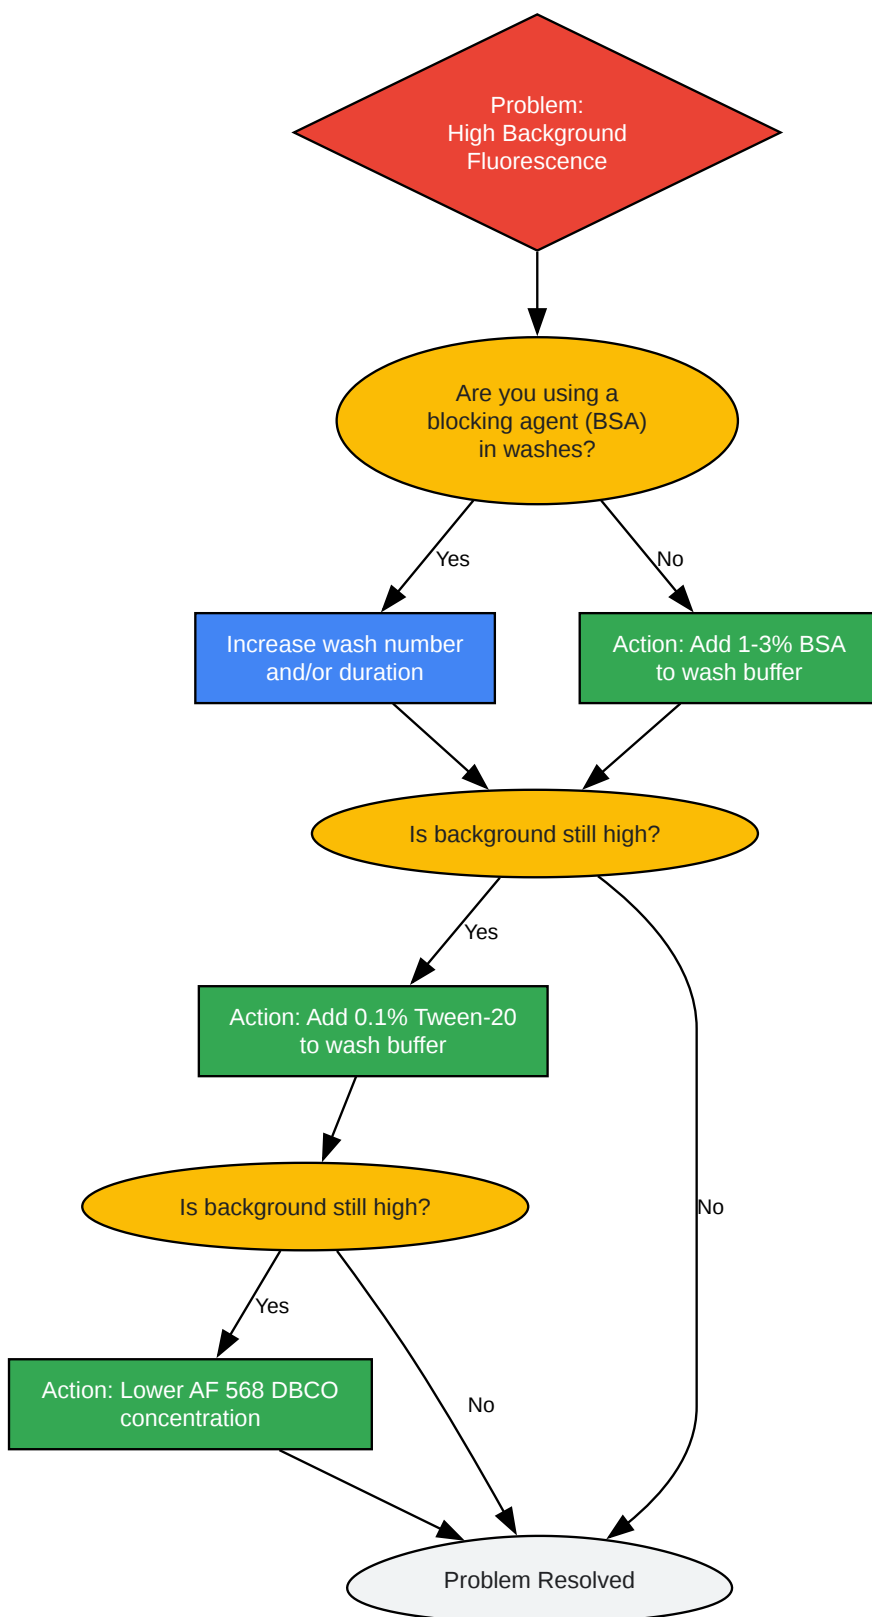 Problem:
High Background
Fluorescence
Are you using a
blocking agent (BSA)
in washes?
Yes
No
Increase wash number
and/or duration
Action: Add 1-3% BSA
to wash buffer
Is background still high?
Yes
Action: Add 0.1% Tween-20
to wash buffer
Is background still high?
No
Yes
Action: Lower AF 568 DBCO
concentration
No
Problem Resolved